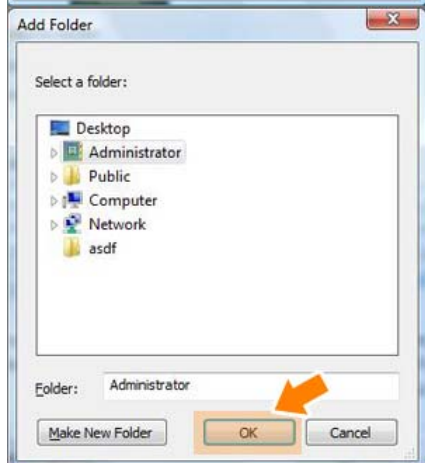 Add Folder
Select a folder:
Desktop
Administrator
Public
Computer
Network
asdf
Folder: Administrator
Make New Folder OK Cancel